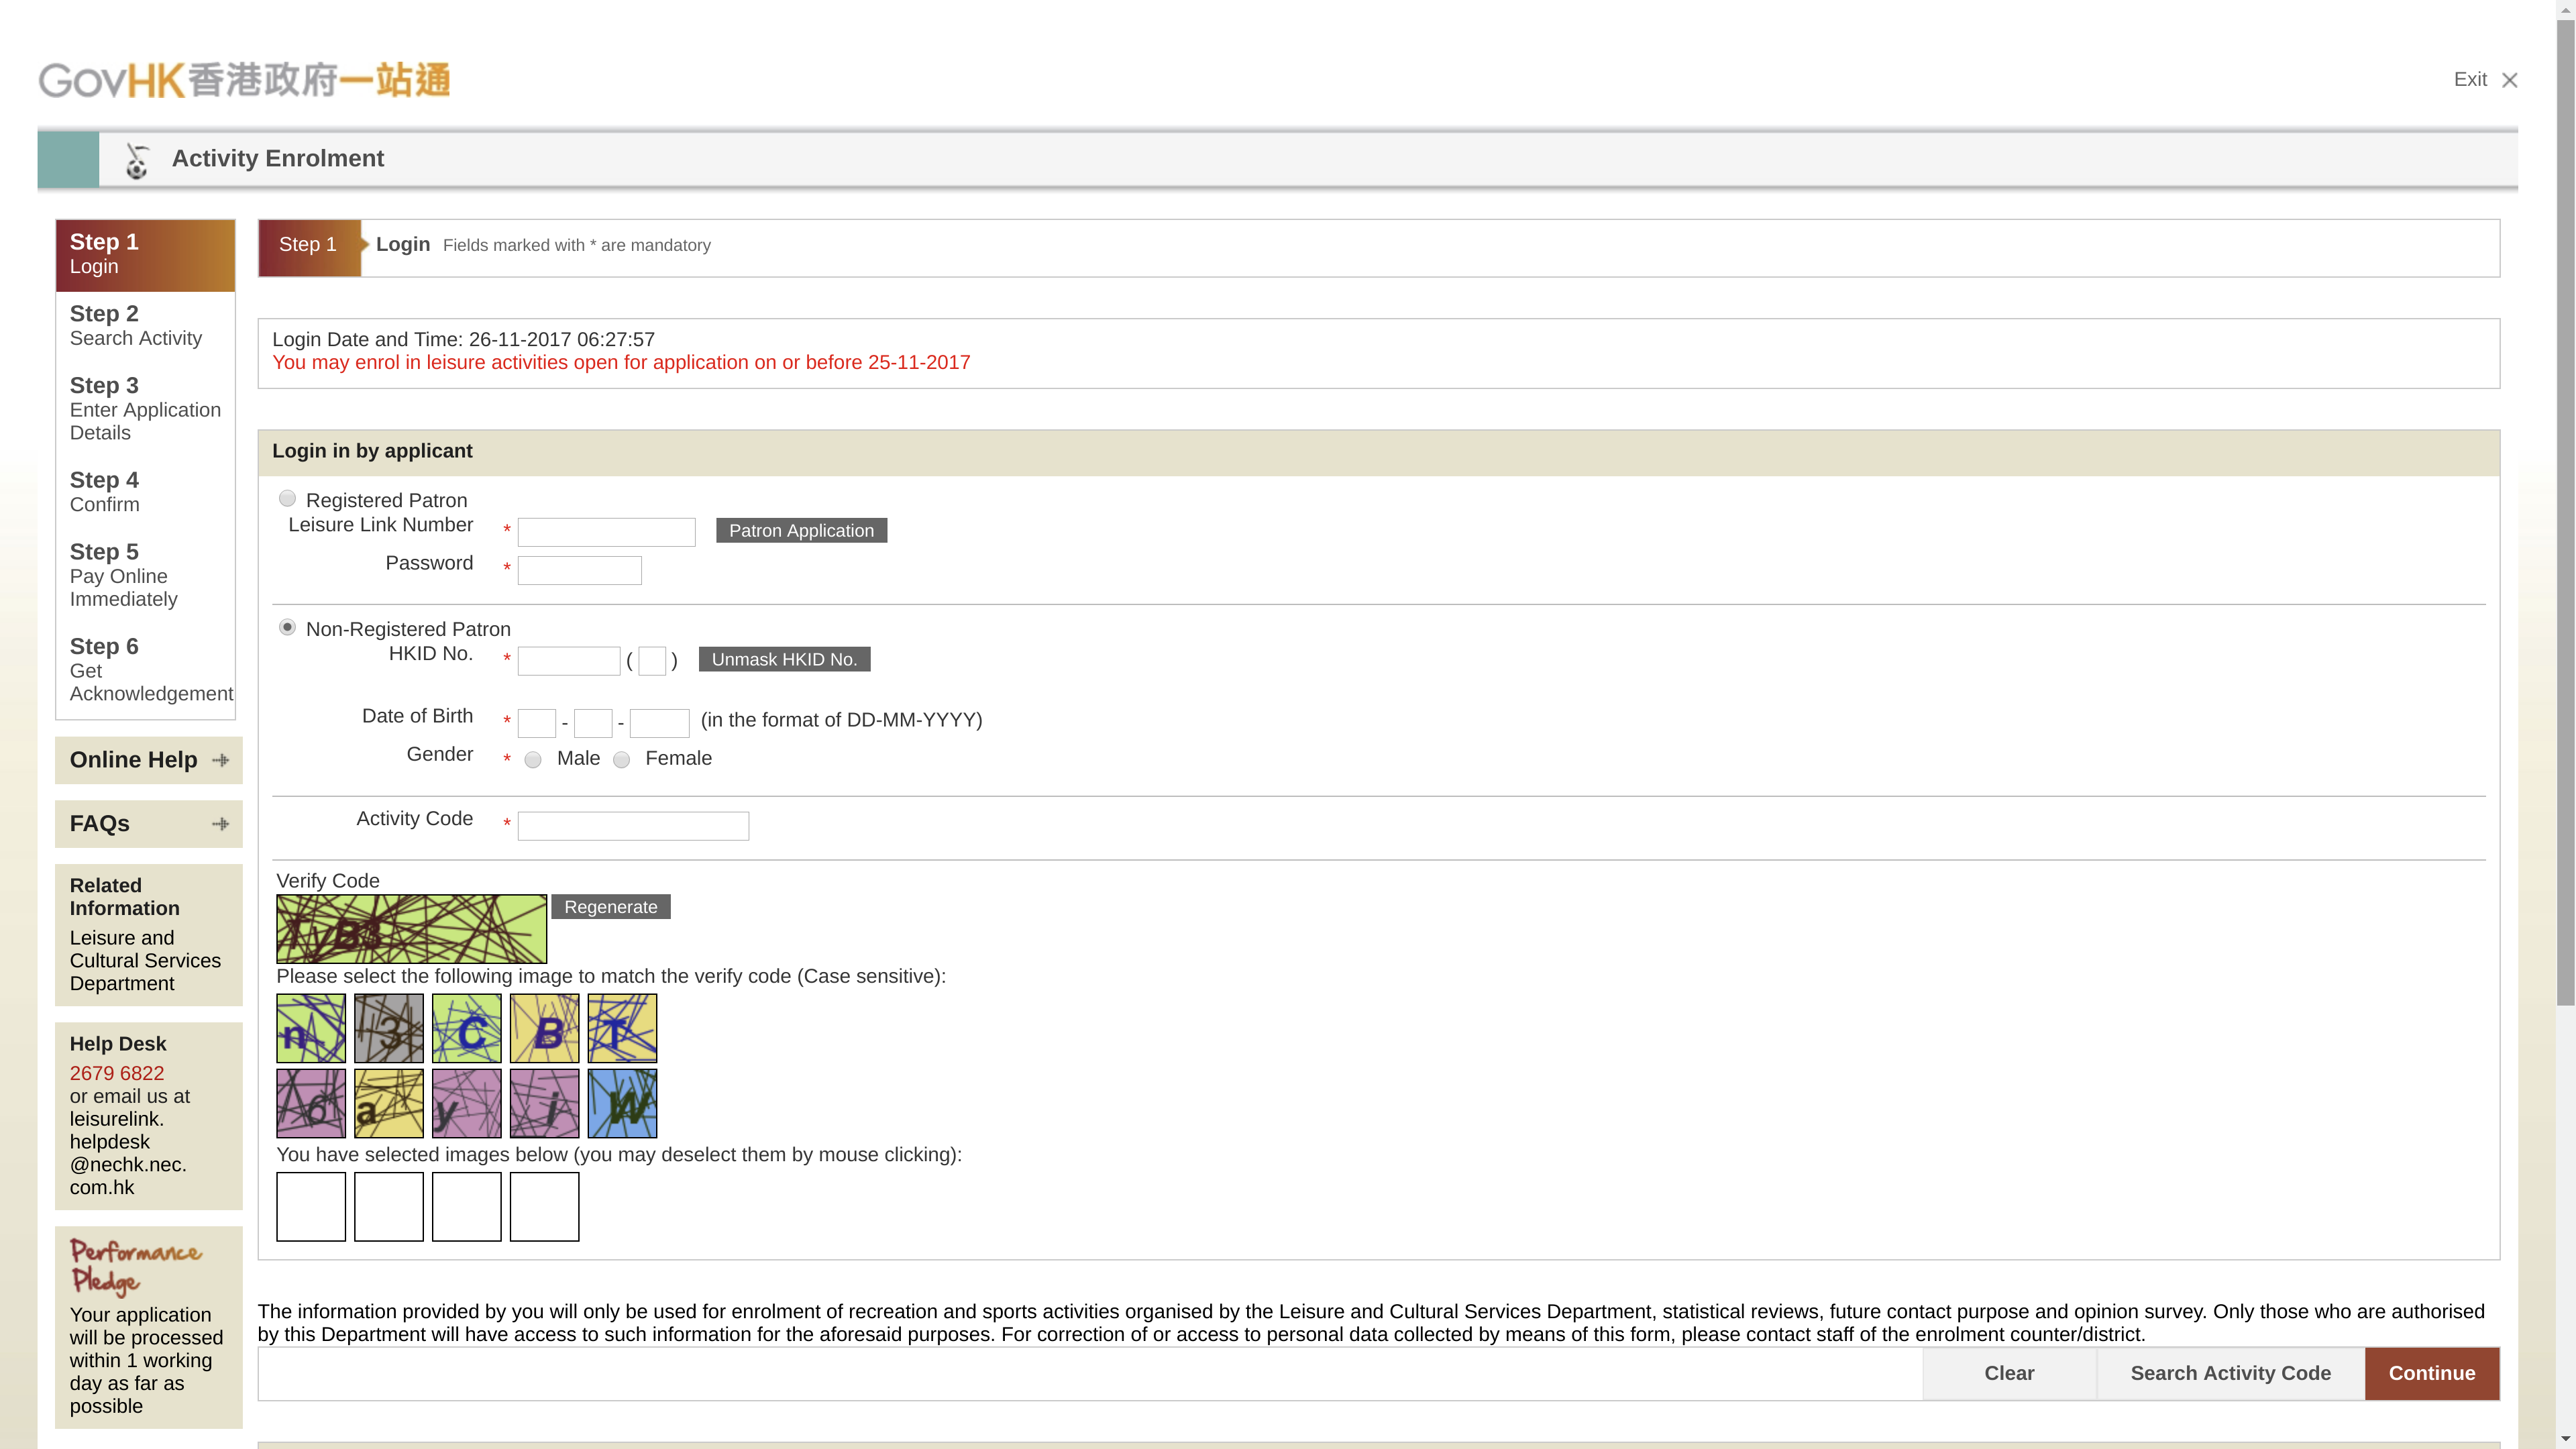 GovHK香港政府一站通
Exit
Activity Enrolment
Step 1
Login
Step 2
Search Activity
Step 3
Enter Application
Details
Step 4
Confirm
Step 5
Pay Online
Immediately
Step 6
Get
Acknowledgement
Online Help
FAQs
Related
Information
Leisure and
Cultural Services
Department
Help Desk
2679 6822
or email us at
leisurelink.
helpdesk
@nechk.nec.
com.hk
Performance
Pledge
Your application
will be processed
within 1 working
day as far as
possible
Step 1 Login Fields marked with * are mandatory
Login Date and Time: 26-11-2017 06:27:57
You may enrol in leisure activities open for application on or before 25-11-2017
Login in by applicant
Registered Patron
Leisure Link Number * Patron Application
Password *
Non-Registered Patron
HKID No. * ( ) Unmask HKID No.
Date of Birth * - - (in the format of DD-MM-YYYY)
Gender * Male Female
Activity Code *
Verify Code
TyB3 Regenerate
Please select the following image to match the verify code (Case sensitive):
n 3 C B T
6 a y i W
You have selected images below (you may deselect them by mouse clicking):
The information provided by you will only be used for enrolment of recreation and sports activities organised by the Leisure and Cultural Services Department, statistical reviews, future contact purpose and opinion survey. Only those who are authorised
by this Department will have access to such information for the aforesaid purposes. For correction of or access to personal data collected by means of this form, please contact staff of the enrolment counter/district.
Clear Search Activity Code Continue